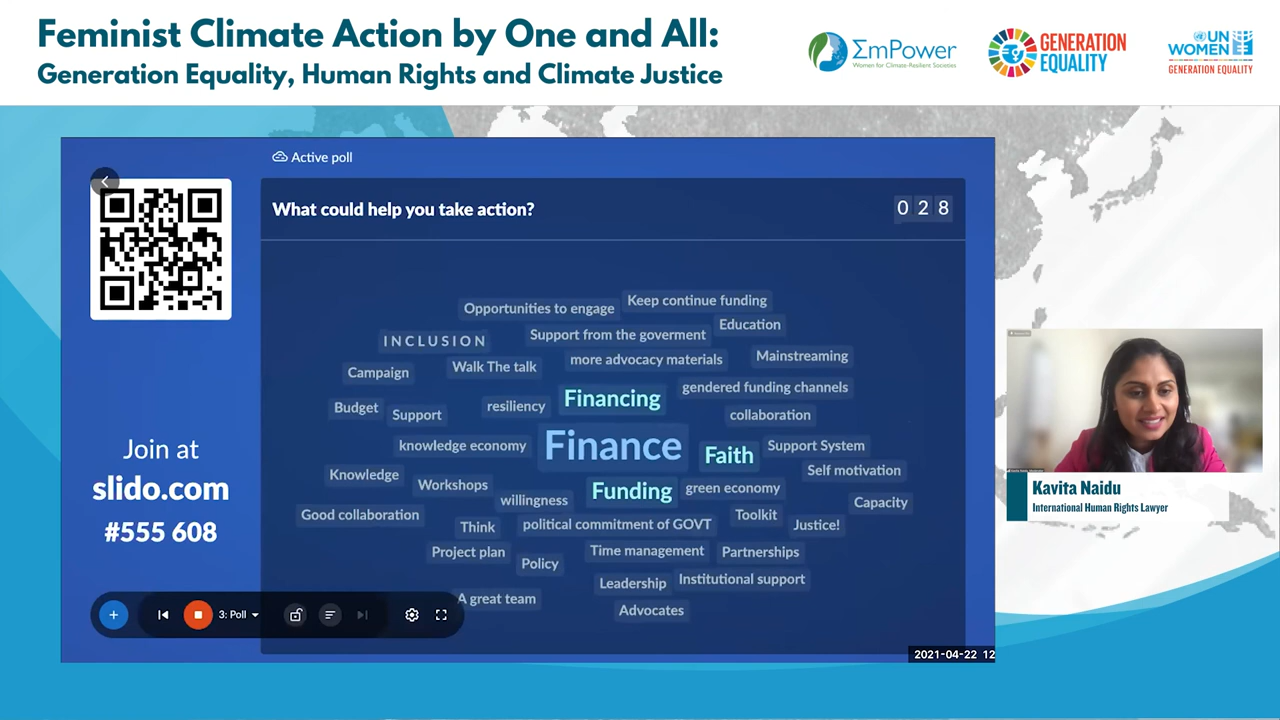 Feminist Climate Action by One and All:
Generation Equality, Human Rights and Climate Justice
ΣmPower
Women for Climate-Resilient Societies
GENERATION
EQUALITY
UN
WOMEN
GENERATION EQUALITY
Active poll
What could help you take action?
0 2 8
Join at
slido.com
#555 608
Opportunities to engage
Keep continue funding
INCLUSION
Support from the goverment
Education
Campaign
Walk The talk
more advocacy materials
Mainstreaming
Budget
Support
resiliency
Financing
gendered funding channels
collaboration
knowledge economy
Finance
Faith
Support System
Knowledge
Workshops
willingness
Funding
green economy
Self motivation
Capacity
Good collaboration
Think
political commitment of GOVT
Toolkit
Justice!
Project plan
Policy
Time management
Partnerships
A great team
Leadership
Institutional support
Advocates
3: Poll
2021-04-22 12
Kavita Naidu
International Human Rights Lawyer